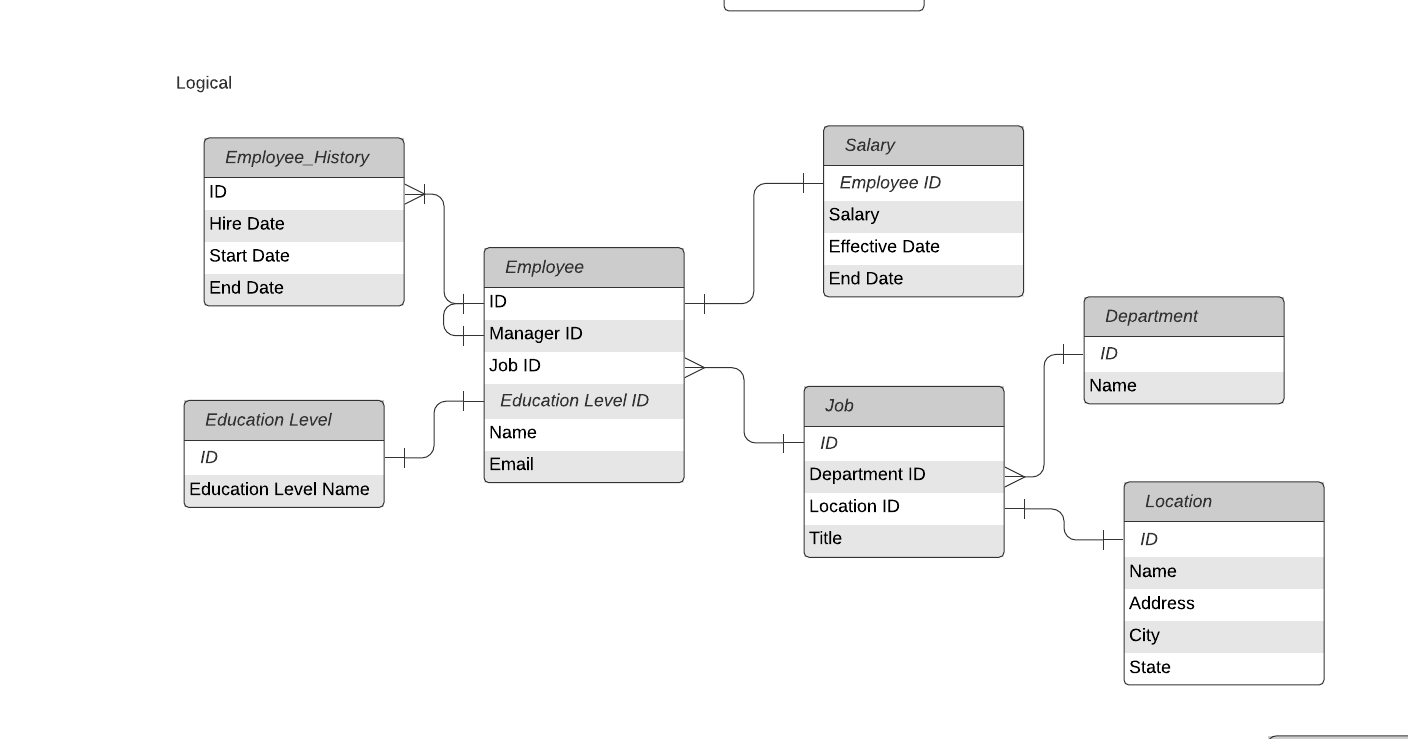 Logical
Employee_History
ID
Hire Date
Start Date
End Date
Salary
Employee ID
Salary
Effective Date
End Date
Employee
ID
Manager ID
Job ID
Education Level ID
Name
Email
Education Level
ID
Education Level Name
Job
ID
Department ID
Location ID
Title
Department
ID
Name
Location
ID
Name
Address
City
State